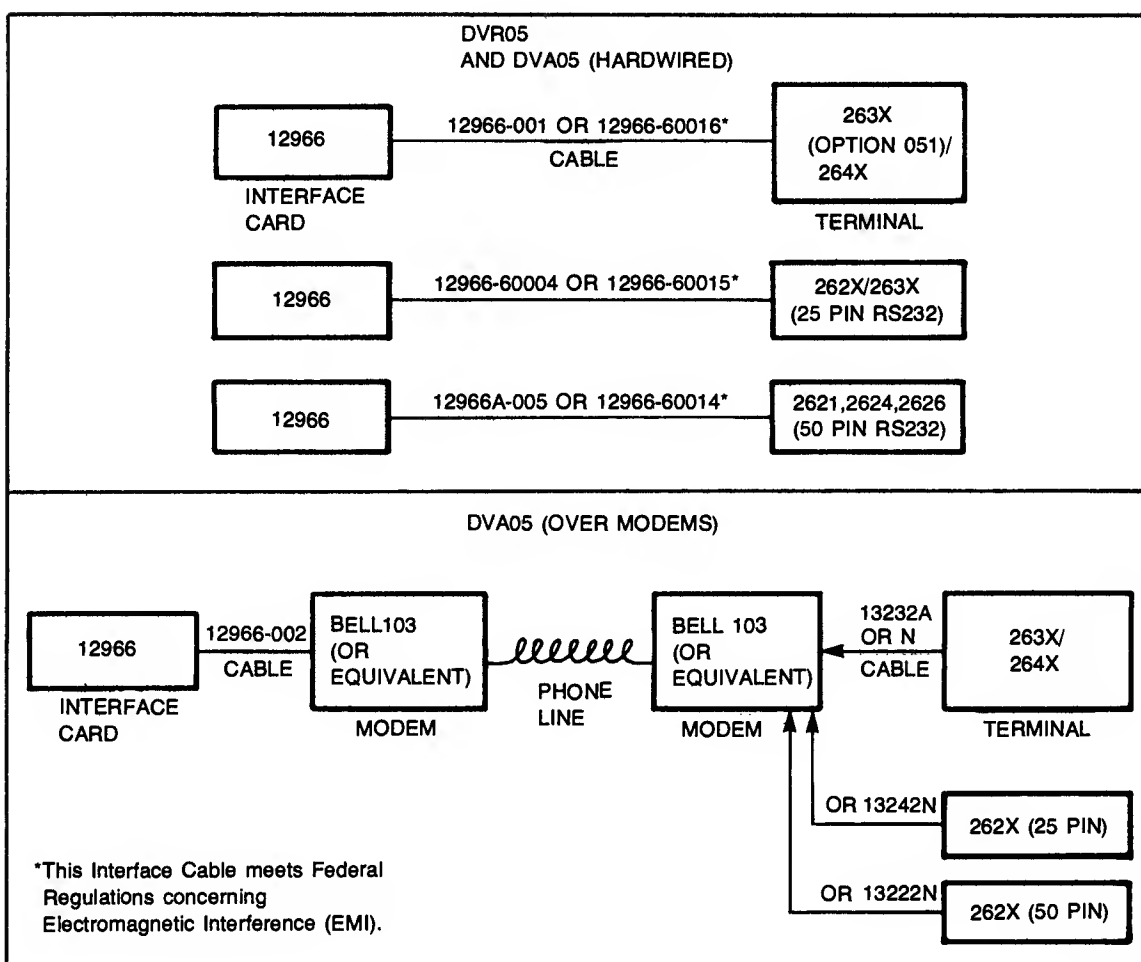 DVR05
AND DVA05 (HARDWIRED)
12966
INTERFACE
CARD
12966-001 OR 12966-60016*
CABLE
263X
(OPTION 051)/
264X
TERMINAL
12966
12966-60004 OR 12966-60015*
262X/263X
(25 PIN RS232)
12966
12966A-005 OR 12966-60014*
2621,2624,2626
(50 PIN RS232)
DVA05 (OVER MODEMS)
12966
INTERFACE
CARD
12966-002
CABLE
BELL103
(OR
EQUIVALENT)
MODEM
PHONE
LINE
BELL 103
(OR
EQUIVALENT)
MODEM
13232A
OR N
CABLE
263X/
264X
TERMINAL
OR 13242N
262X (25 PIN)
OR 13222N
262X (50 PIN)
*This Interface Cable meets Federal
Regulations concerning
Electromagnetic Interference (EMI).